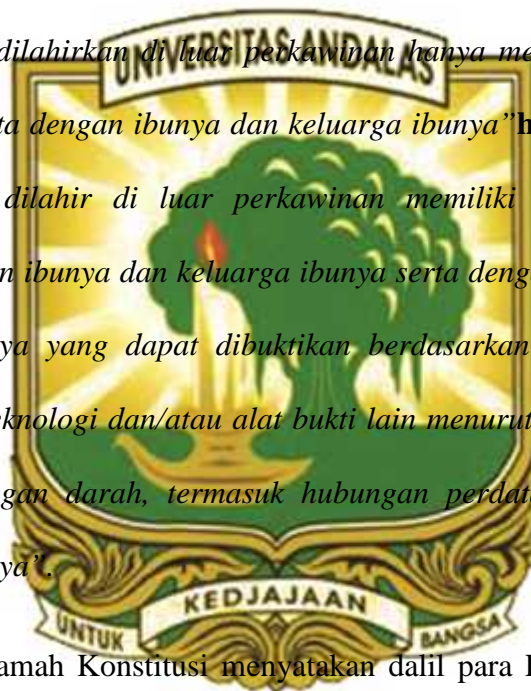 dilahirkan di luar perkawinan hanya me
UNIVERSITAS ANDALAS
ta dengan ibunya dan keluarga ibunya” h
dilahir di luar perkawinan memiliki
n ibunya dan keluarga ibunya serta deng
ya yang dapat dibuktikan berdasarkan
eknologi dan/atau alat bukti lain menurut
gan darah, termasuk hubungan perdat
ya”.
KEDJAJAAN
UNTUK
BANGSA
amah Konstitusi menyatakan dalil para